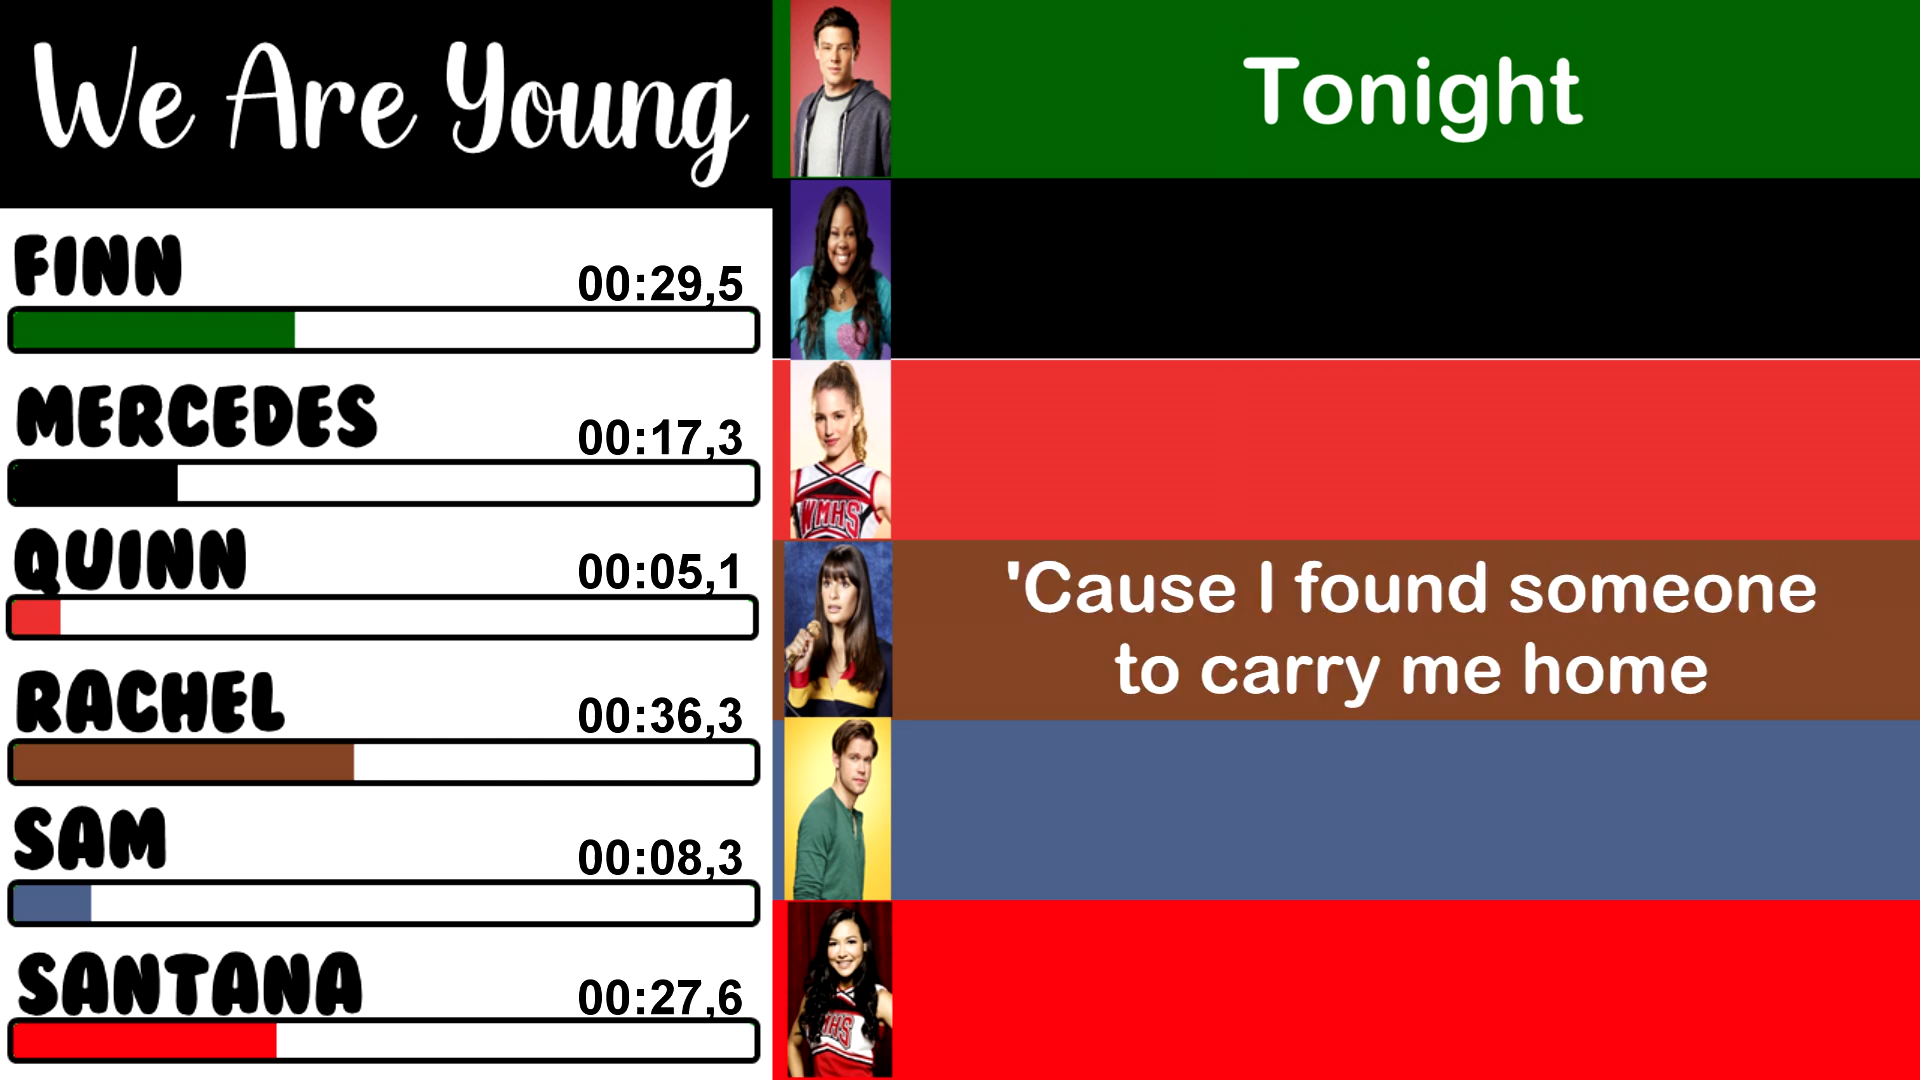 We Are Young
FINN
00:29,5
MERCEDES
00:17,3
QUINN
00:05,1
RACHEL
00:36,3
SAM
00:08,3
SANTANA
00:27,6
Tonight
WMHS
'Cause I found someone
to carry me home